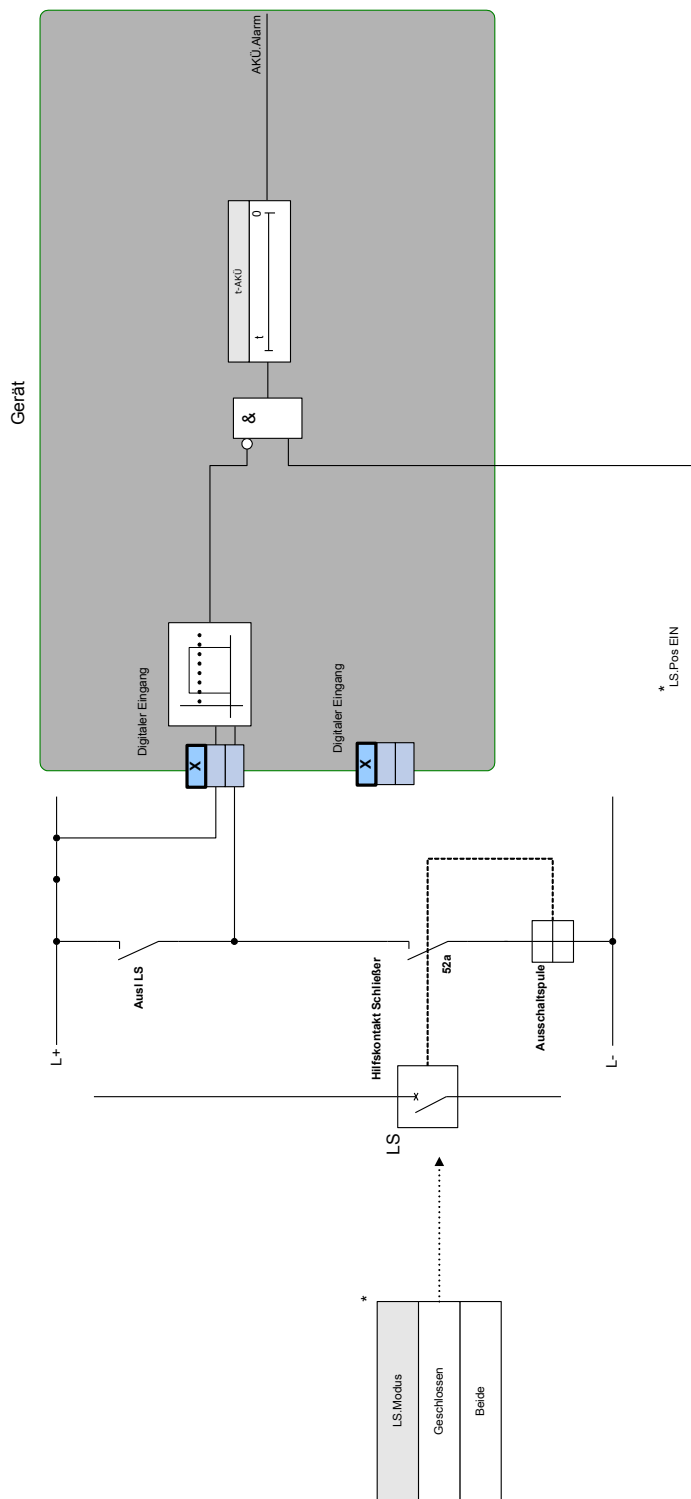 Gerät
AKÜ.Alarm
t-AKÜ
t
0
&
Digitaler Eingang
X
Digitaler Eingang
X
*
LS.Pos EIN
L+
Ausl LS
Hilfskontakt Schließer
52a
Ausschaltspule
L-
LS
*
LS.Modus
Geschlossen
Beide